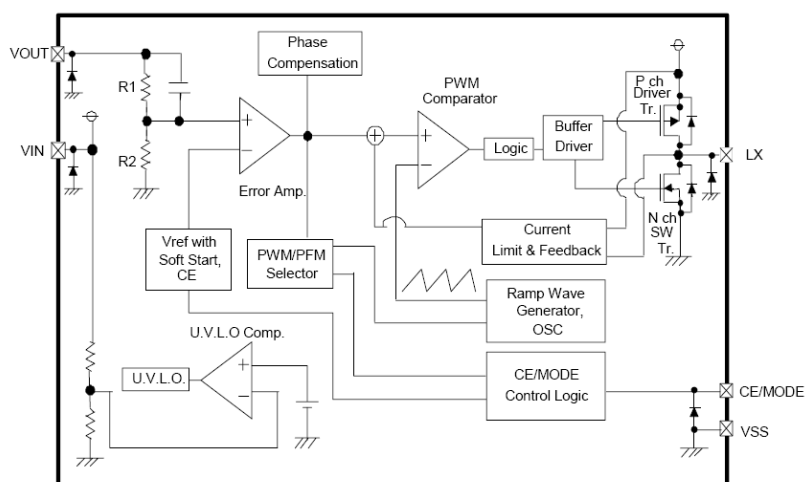 Phase
Compensation
VOUT
R1
PWM
Comparator
P ch
Driver
Tr.
+
−
+
+
−
Logic
Buffer
Driver
VIN
R2
LX
Error Amp.
N ch
SW
Tr.
Vref with
Soft Start,
CE
PWM/PFM
Selector
Current
Limit & Feedback
Ramp Wave
Generator,
OSC
U.V.L.O Comp.
U.V.L.O.
+
−
CE/MODE
Control Logic
CE/MODE
VSS